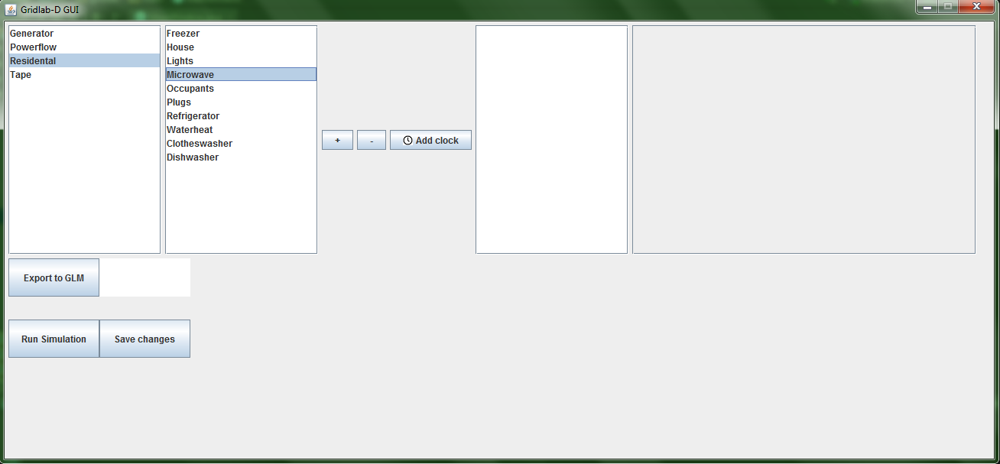 Gridlab-D GUI
Generator
Powerflow
Residental
Tape
Freezer
House
Lights
Microwave
Occupants
Plugs
Refrigerator
Waterheat
Clotheswasher
Dishwasher
+
-
Add clock
Export to GLM
Run Simulation
Save changes